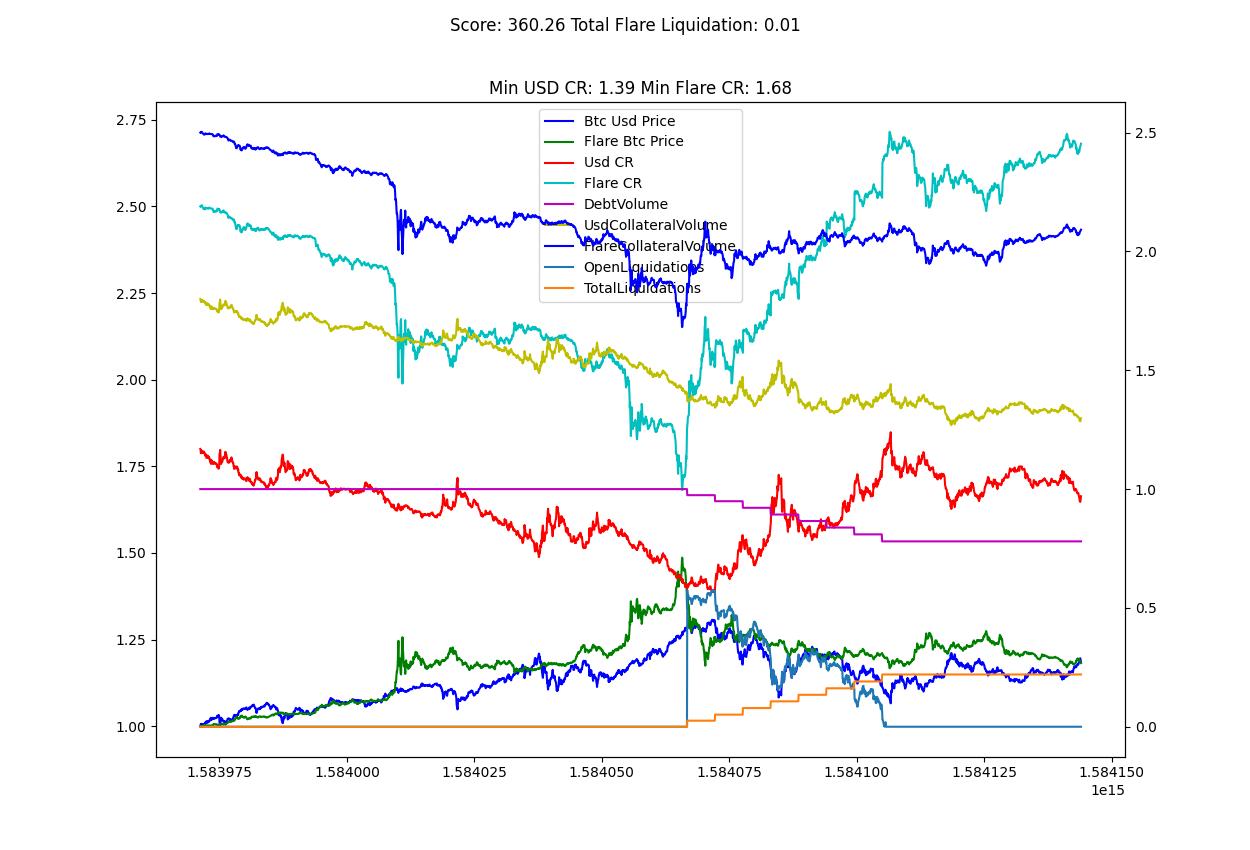 Score: 360.26 Total Flare Liquidation: 0.01
Min USD CR: 1.39 Min Flare CR: 1.68
Btc Usd Price
Flare Btc Price
Usd CR
Flare CR
DebtVolume
UsdCollateralVolume
FlareCollateralVolume
OpenLiquidations
TotalLiquidations
2.75
2.50
2.25
2.00
1.75
1.50
1.25
1.00
2.5
2.0
1.5
1.0
0.5
0.0
1.583975 1.584000 1.584025 1.584050 1.584075 1.584100 1.584125 1.584150
1e15